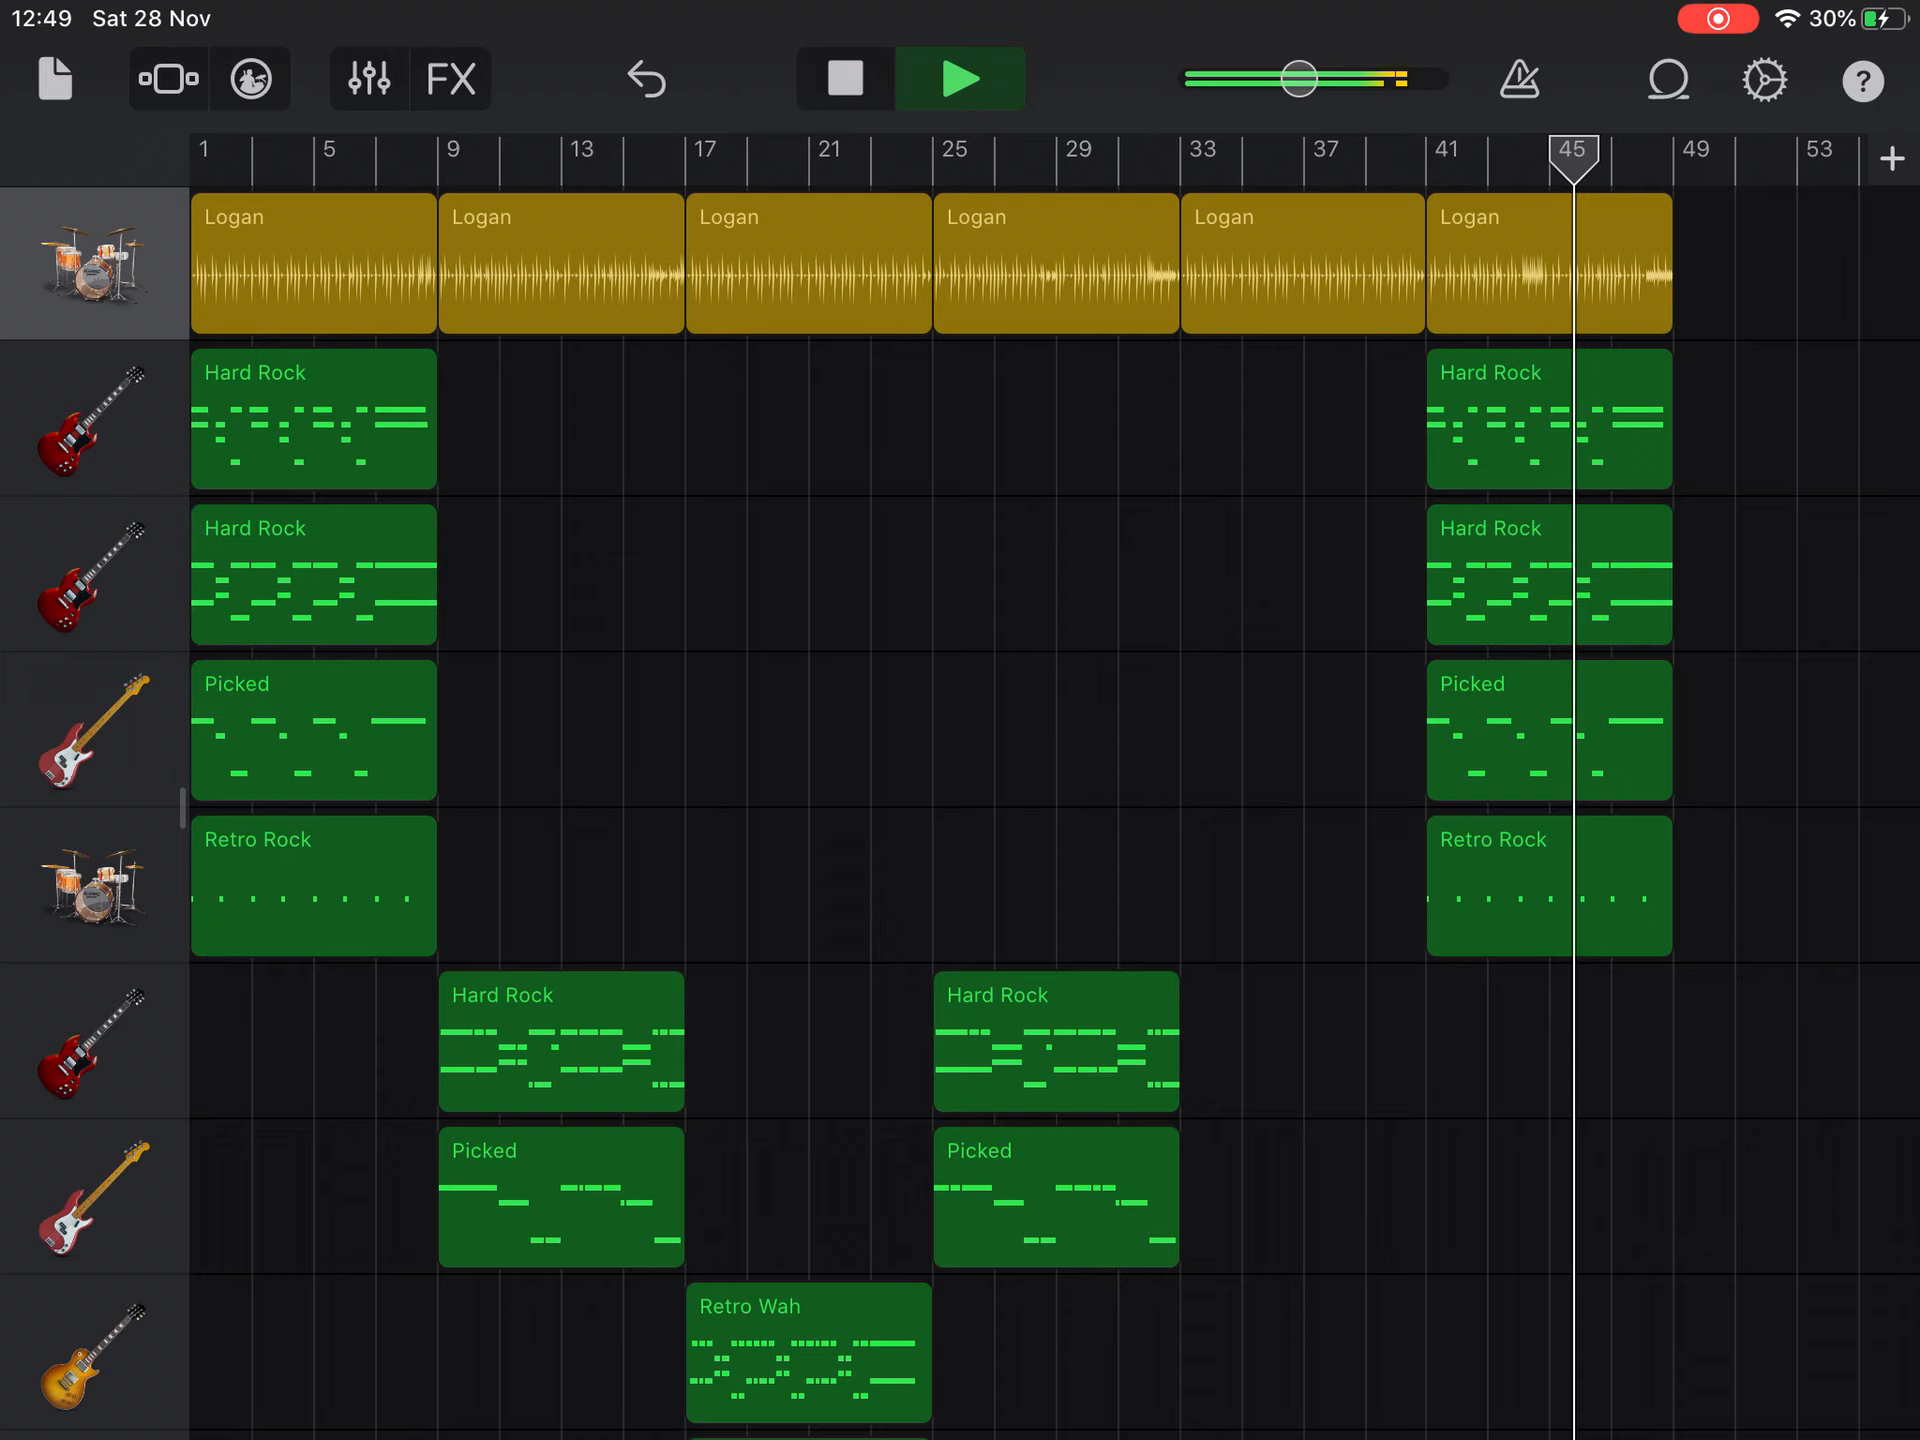 12:49 Sat 28 Nov 30%
FX ?
1 5 9 13 17 21 25 29 33 37 41 45 49 53 +
Logan Logan Logan Logan Logan Logan
Hard Rock Hard Rock
Hard Rock Hard Rock
Picked Picked
Retro Rock Retro Rock
Hard Rock Hard Rock
Picked Picked
Retro Wah